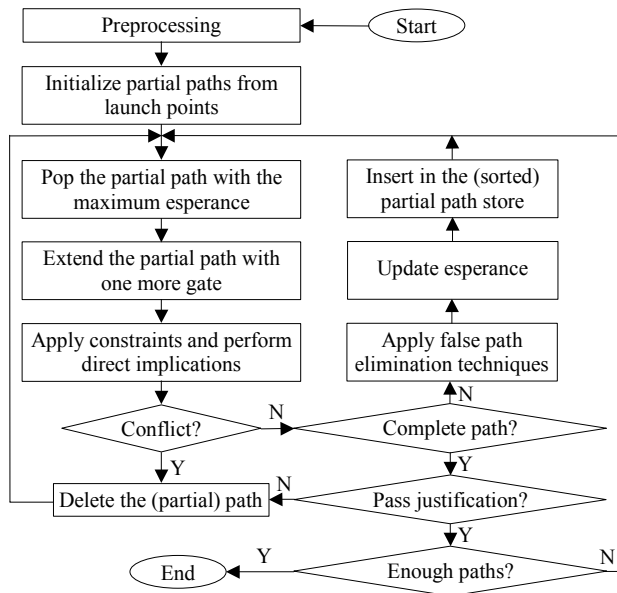 Preprocessing
Start
Initialize partial paths from
launch points
Pop the partial path with the
maximum esperance
Insert in the (sorted)
partial path store
Extend the partial path with
one more gate
Update esperance
Apply constraints and perform
direct implications
Apply false path
elimination techniques
N
N
Conflict?
Complete path?
Y
Y
Delete the (partial) path
N
Pass justification?
Y
Y
N
End
Enough paths?